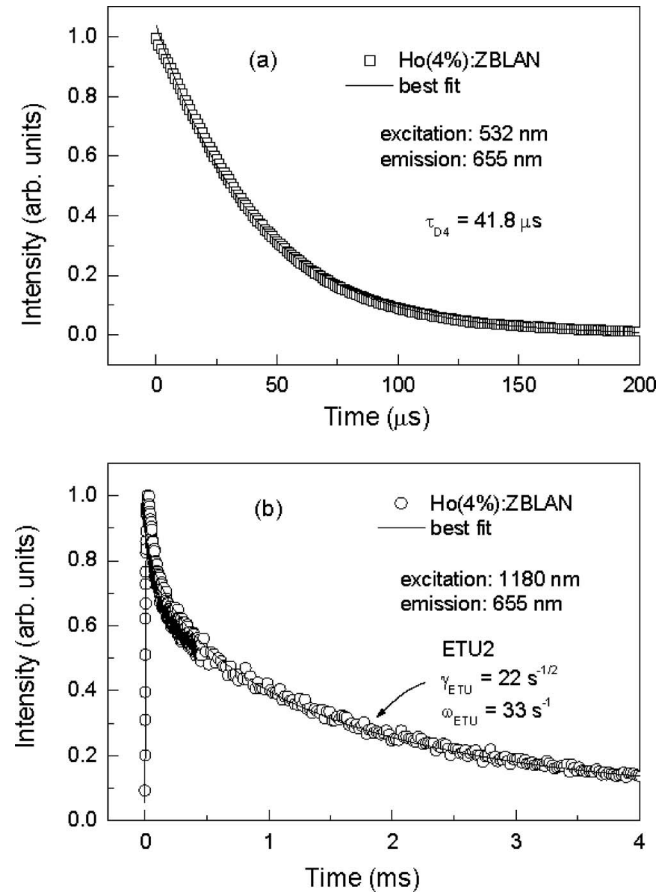 (a)
□ Ho(4%):ZBLAN
best fit
excitation: 532 nm
emission: 655 nm
τD4 = 41.8 μs
Intensity (arb. units)
1.0
0.8
0.6
0.4
0.2
0.0
0 50 100 150 200
Time (μs)
(b)
○ Ho(4%):ZBLAN
best fit
excitation: 1180 nm
emission: 655 nm
ETU2
γETU = 22 s-1/2
ωETU = 33 s-1
Intensity (arb. units)
1.0
0.8
0.6
0.4
0.2
0.0
0 1 2 3 4
Time (ms)